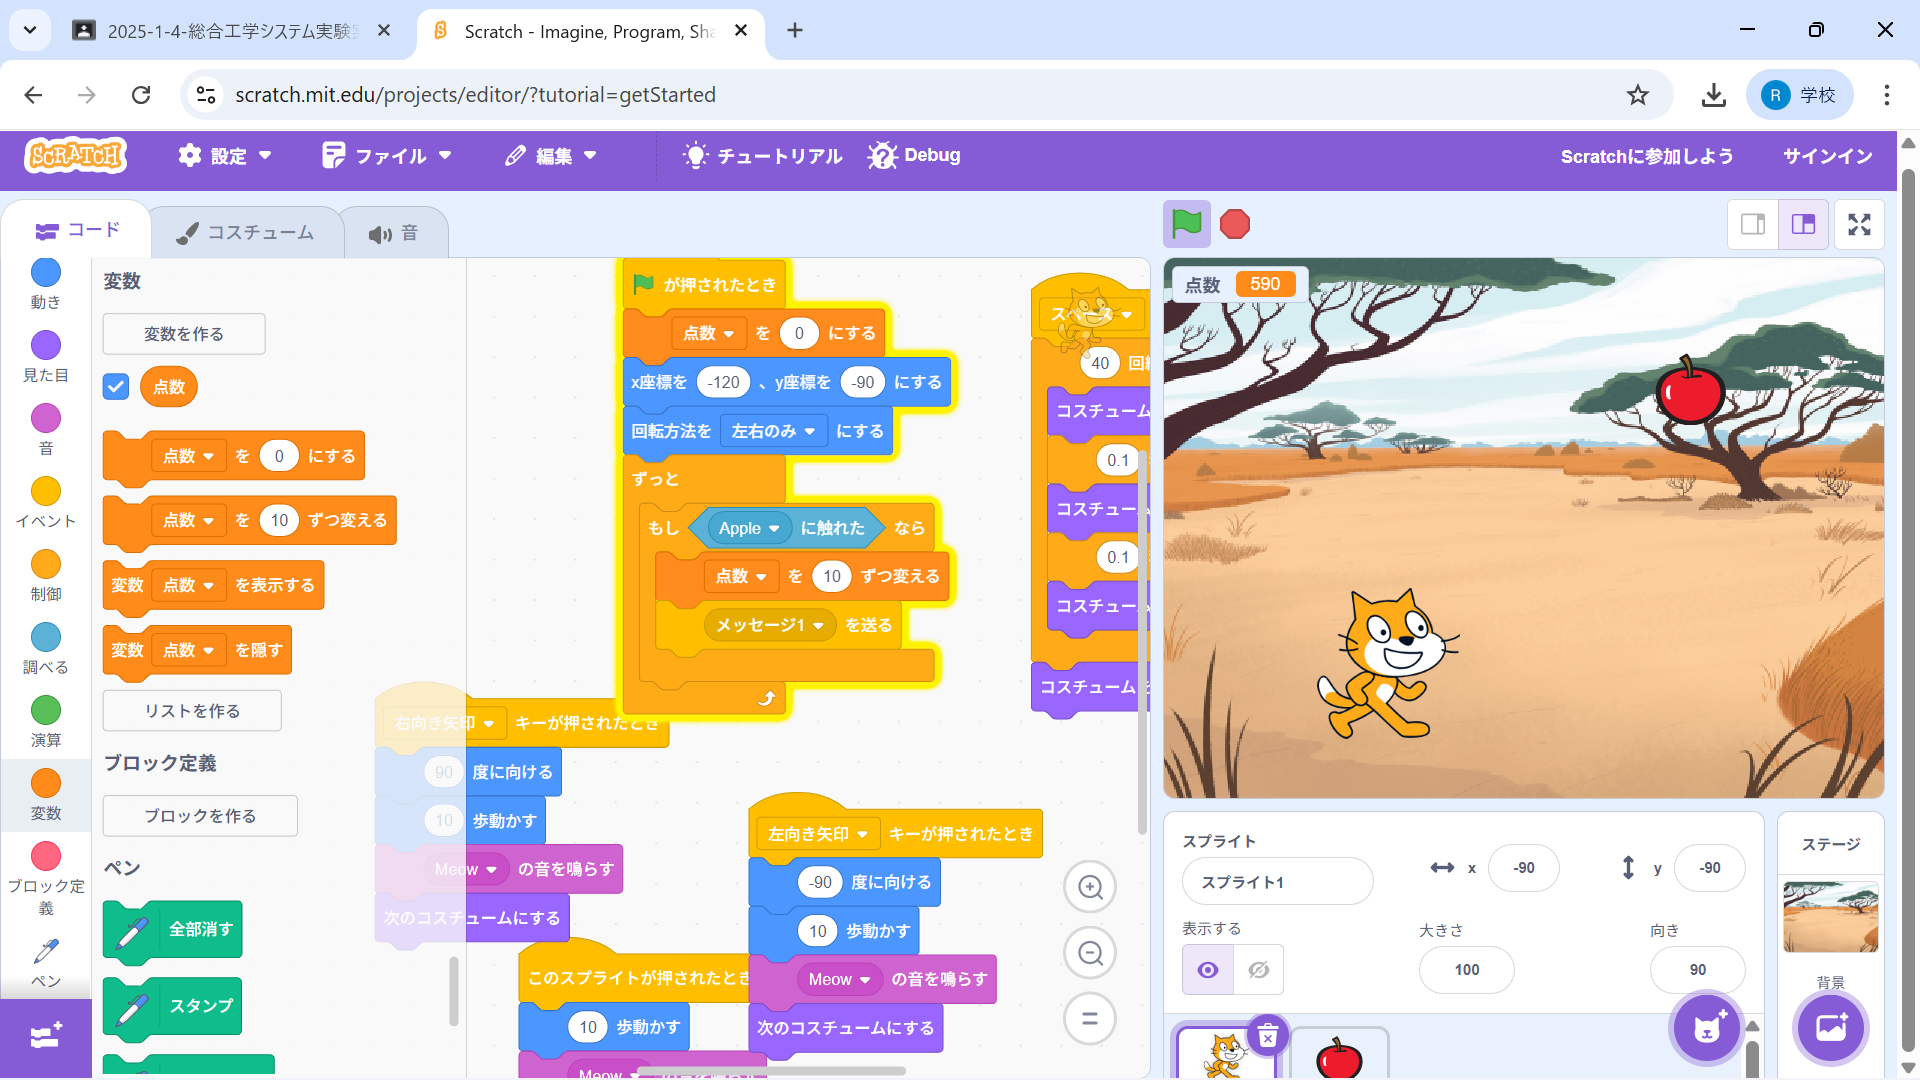 2025-1-4-総合工学システム実験
Scratch - Imagine, Program, Sha
scratch.mit.edu/projects/editor/?tutorial=getStarted
R 学校
SCRATCH 設定 ファイル 編集 チュートリアル Debug Scratchに参加しよう サインイン
コード コスチューム 音
動き
見た目
音
イベント
制御
調べる
演算
変数
ブロック定
義
ペン
変数
変数を作る
点数
点数 を 0 にする
点数 を 10 ずつ変える
変数 点数 を表示する
変数 点数 を隠す
リストを作る
ブロック定義
ブロックを作る
ペン
全部消す
スタンプ
が押されたとき
点数 を 0 にする
x座標を -120 、y座標を -90 にする
回転方法を 左右のみ にする
ずっと
もし Apple に触れた なら
点数 を 10 ずつ変える
メッセージ1 を送る
右向き矢印 キーが押されたとき
90 度に向ける
10 歩動かす
Meow の音を鳴らす
次のコスチュームにする
このスプライトが押されたとき
10 歩動かす
Meow
左向き矢印 キーが押されたとき
-90 度に向ける
10 歩動かす
Meow の音を鳴らす
次のコスチュームにする
スペース
40 回
コスチューム
0.1
コスチューム
0.1
コスチューム
コスチューム
点数 590
スプライト
スプライト1
x -90
y -90
表示する
大きさ
100
向き
90
ステージ
背景